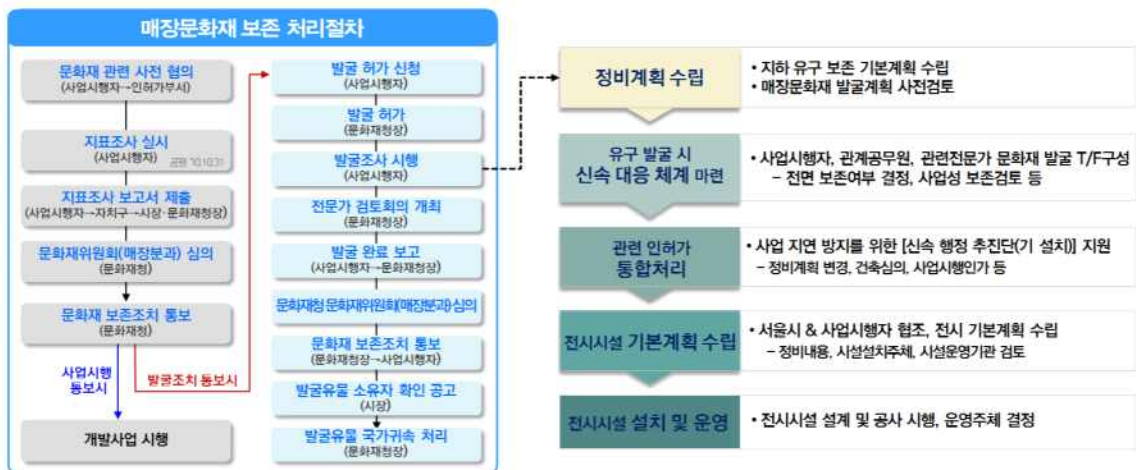 매장문화재 보존 처리절차
문화재 관련 사전 협의
(사업시행자→인허가부서)
지표조사 실시
(사업시행자)
지표조사 보고서 제출
(사업시행자→자치구→시장·문화재청장)
문화재위원회(매장분과) 심의
(문화재청)
문화재 보존조치 통보
(문화재청)
사업시행
통보시
발굴조치 통보시
개발사업 시행
발굴 허가 신청
(사업시행자)
발굴 허가
(문화재청장)
발굴조사 시행
(사업시행자)
전문가 검토회의 개최
(문화재청장)
발굴 완료 보고
(사업시행자→문화재청장)
문화재청 문화재위원회(매장분과) 심의
문화재 보존조치 통보
(문화재청장→사업시행자)
발굴유물 소유자 확인 공고
(시장)
발굴유물 국가귀속 처리
(문화재청장)
정비계획 수립
• 지하 유구 보존 기본계획 수립
• 매장문화재 발굴계획 사전검토
유구 발굴 시
신속 대응 체계 마련
• 사업시행자, 관계공무원, 관련전문가 문화재 발굴 T/F구성
– 전면 보존여부 결정, 사업성 보존검토 등
관련 인허가
통합처리
• 사업 지연 방지를 위한 [신속 행정 추진단(기 설치)] 지원
– 정비계획 변경, 건축심의, 사업시행인가 등
전시시설 기본계획 수립
• 서울시 & 사업시행자 협조, 전시 기본계획 수립
– 정비내용, 시설설치주체, 시설운영기관 검토
전시시설 설치 및 운영
• 전시시설 설계 및 공사 시행, 운영주체 결정